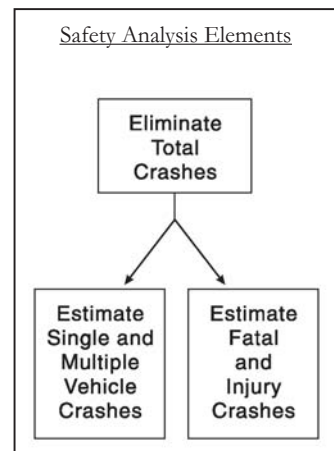 Safety Analysis Elements
Eliminate
Total
Crashes
Estimate
Single and
Multiple
Vehicle
Crashes
Estimate
Fatal
and
Injury
Crashes